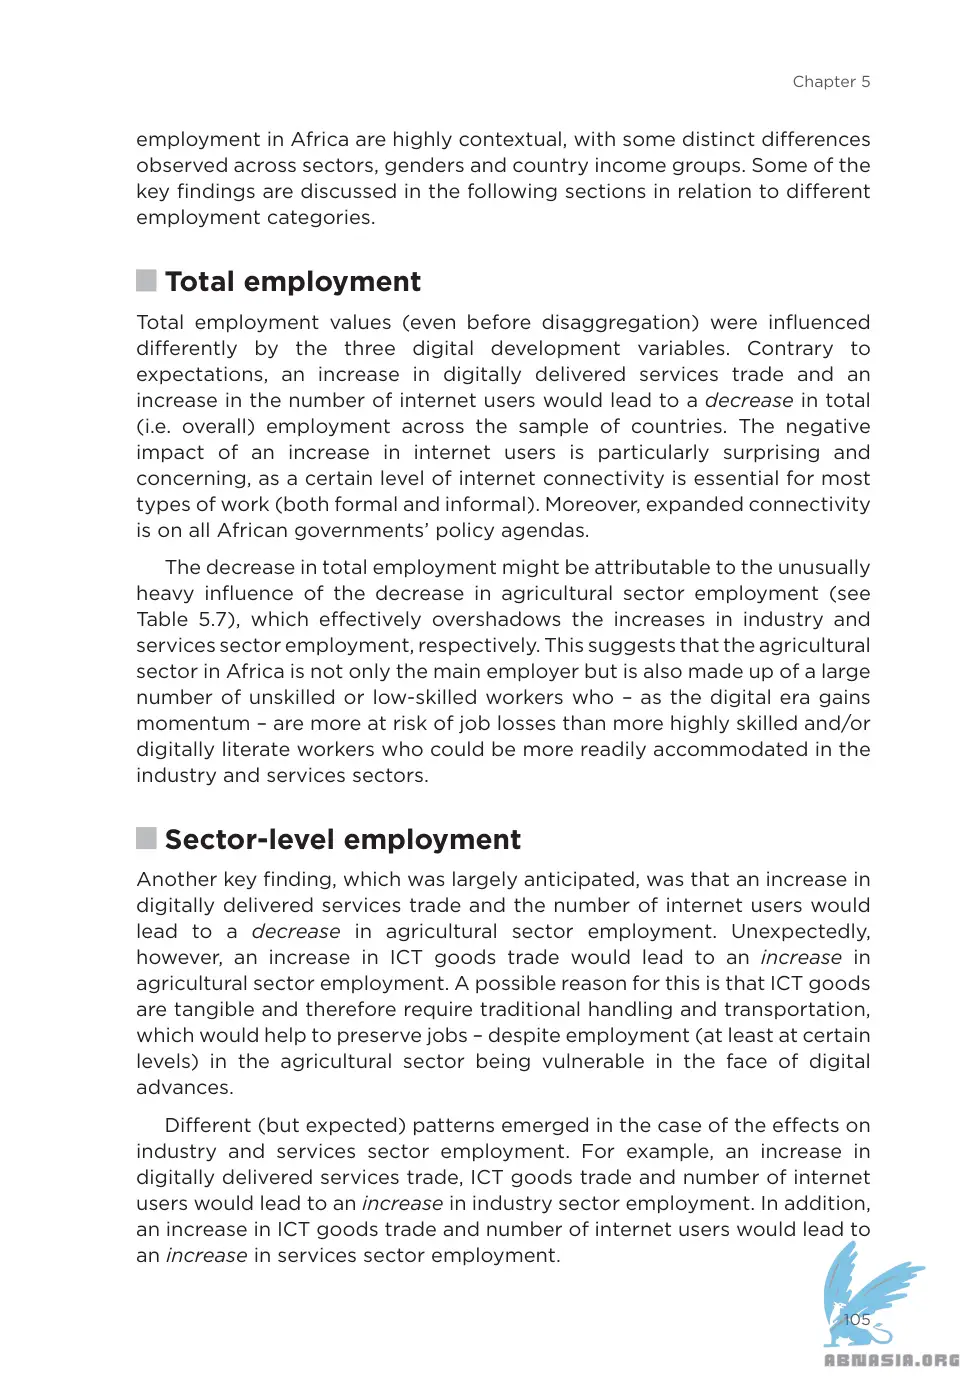 Chapter 5
employment in Africa are highly contextual, with some distinct differences
observed across sectors, genders and country income groups. Some of the
key findings are discussed in the following sections in relation to different
employment categories.
Total employment
Total employment values (even before disaggregation) were influenced
differently by the three digital development variables. Contrary to
expectations, an increase in digitally delivered services trade and an
increase in the number of internet users would lead to a decrease in total
(i.e. overall) employment across the sample of countries. The negative
impact of an increase in internet users is particularly surprising and
concerning, as a certain level of internet connectivity is essential for most
types of work (both formal and informal). Moreover, expanded connectivity
is on all African governments’ policy agendas.
The decrease in total employment might be attributable to the unusually
heavy influence of the decrease in agricultural sector employment (see
Table 5.7), which effectively overshadows the increases in industry and
services sector employment, respectively. This suggests that the agricultural
sector in Africa is not only the main employer but is also made up of a large
number of unskilled or low-skilled workers who – as the digital era gains
momentum – are more at risk of job losses than more highly skilled and/or
digitally literate workers who could be more readily accommodated in the
industry and services sectors.
Sector-level employment
Another key finding, which was largely anticipated, was that an increase in
digitally delivered services trade and the number of internet users would
lead to a decrease in agricultural sector employment. Unexpectedly,
however, an increase in ICT goods trade would lead to an increase in
agricultural sector employment. A possible reason for this is that ICT goods
are tangible and therefore require traditional handling and transportation,
which would help to preserve jobs – despite employment (at least at certain
levels) in the agricultural sector being vulnerable in the face of digital
advances.
Different (but expected) patterns emerged in the case of the effects on
industry and services sector employment. For example, an increase in
digitally delivered services trade, ICT goods trade and number of internet
users would lead to an increase in industry sector employment. In addition,
an increase in ICT goods trade and number of internet users would lead to
an increase in services sector employment.
105
ABNASIA.ORG